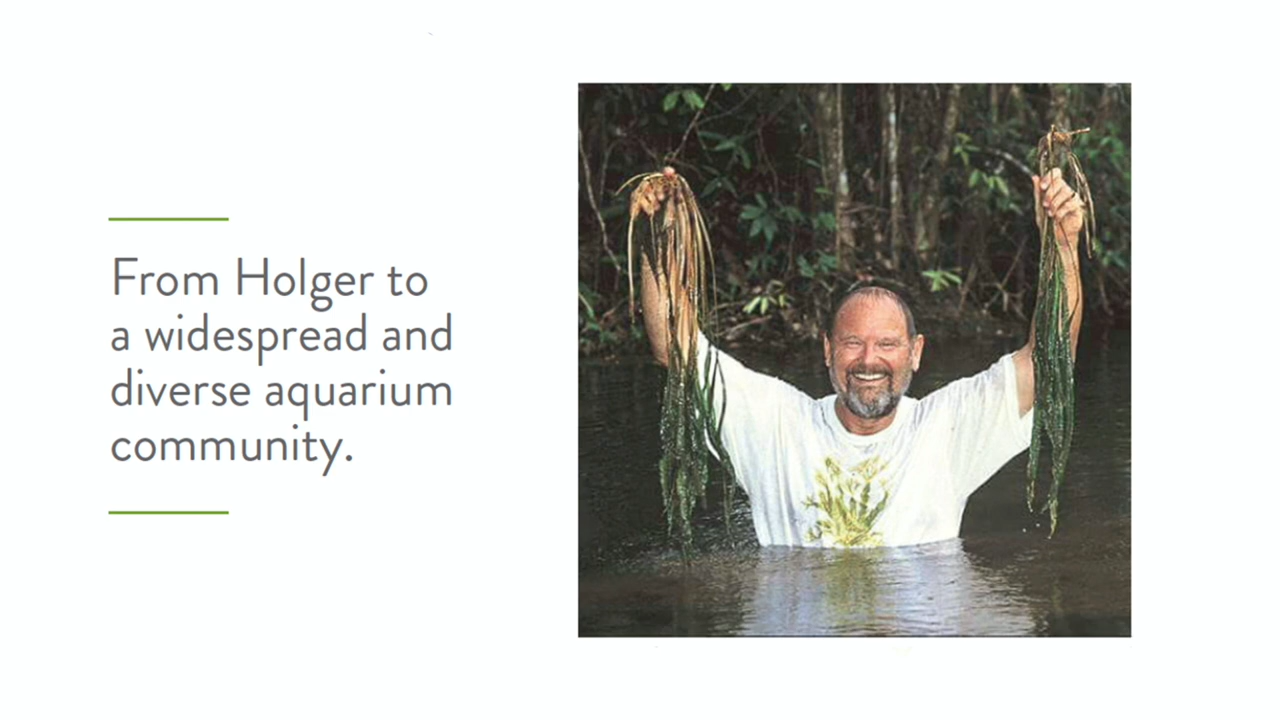 From Holger to
a widespread and
diverse aquarium
community.